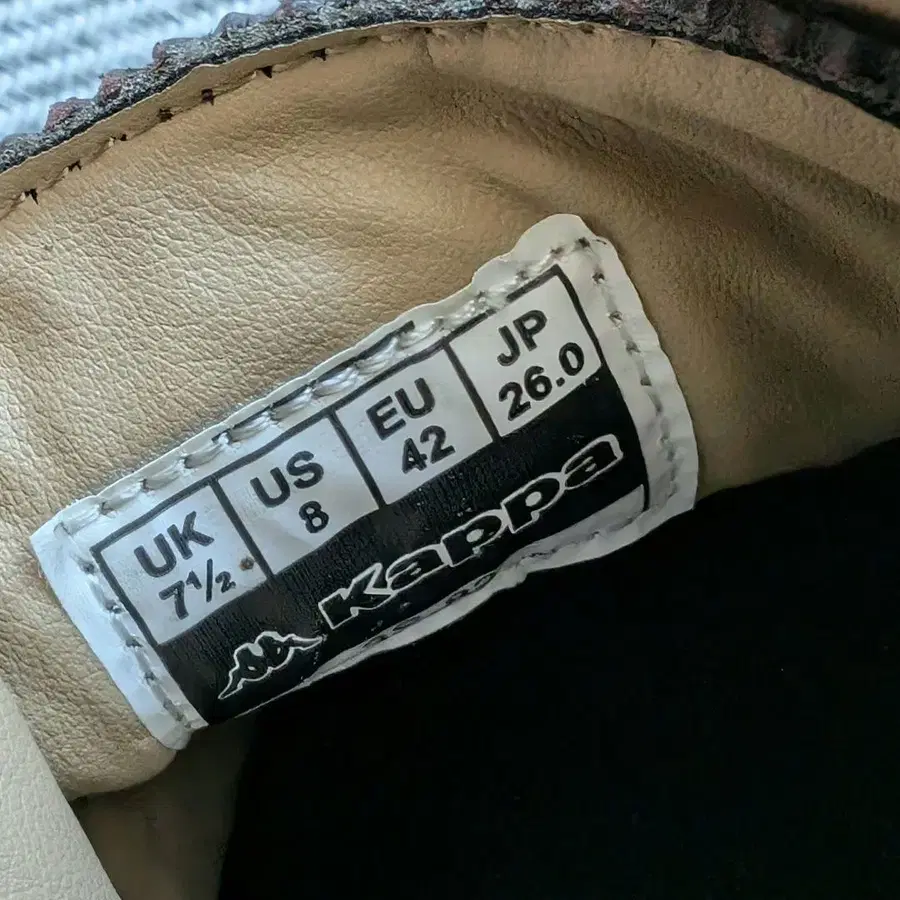 UK US EU JP
7½ 8 42 26.0
Kappa